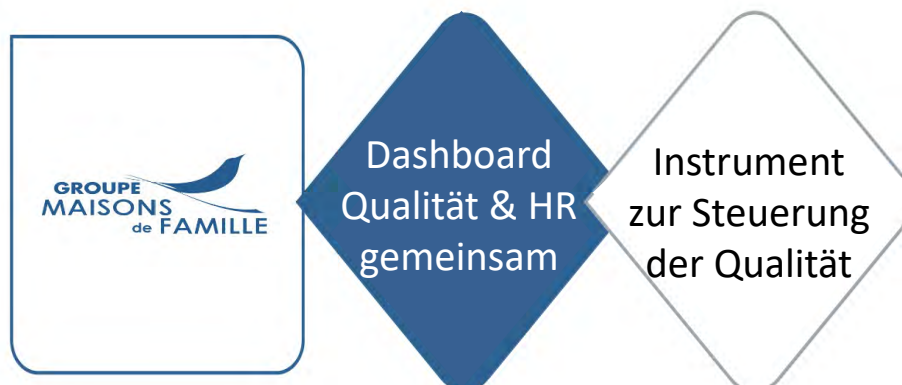 GROUPE
MAISONS
de FAMILLE
Dashboard
Qualität & HR
gemeinsam
Instrument
zur Steuerung
der Qualität